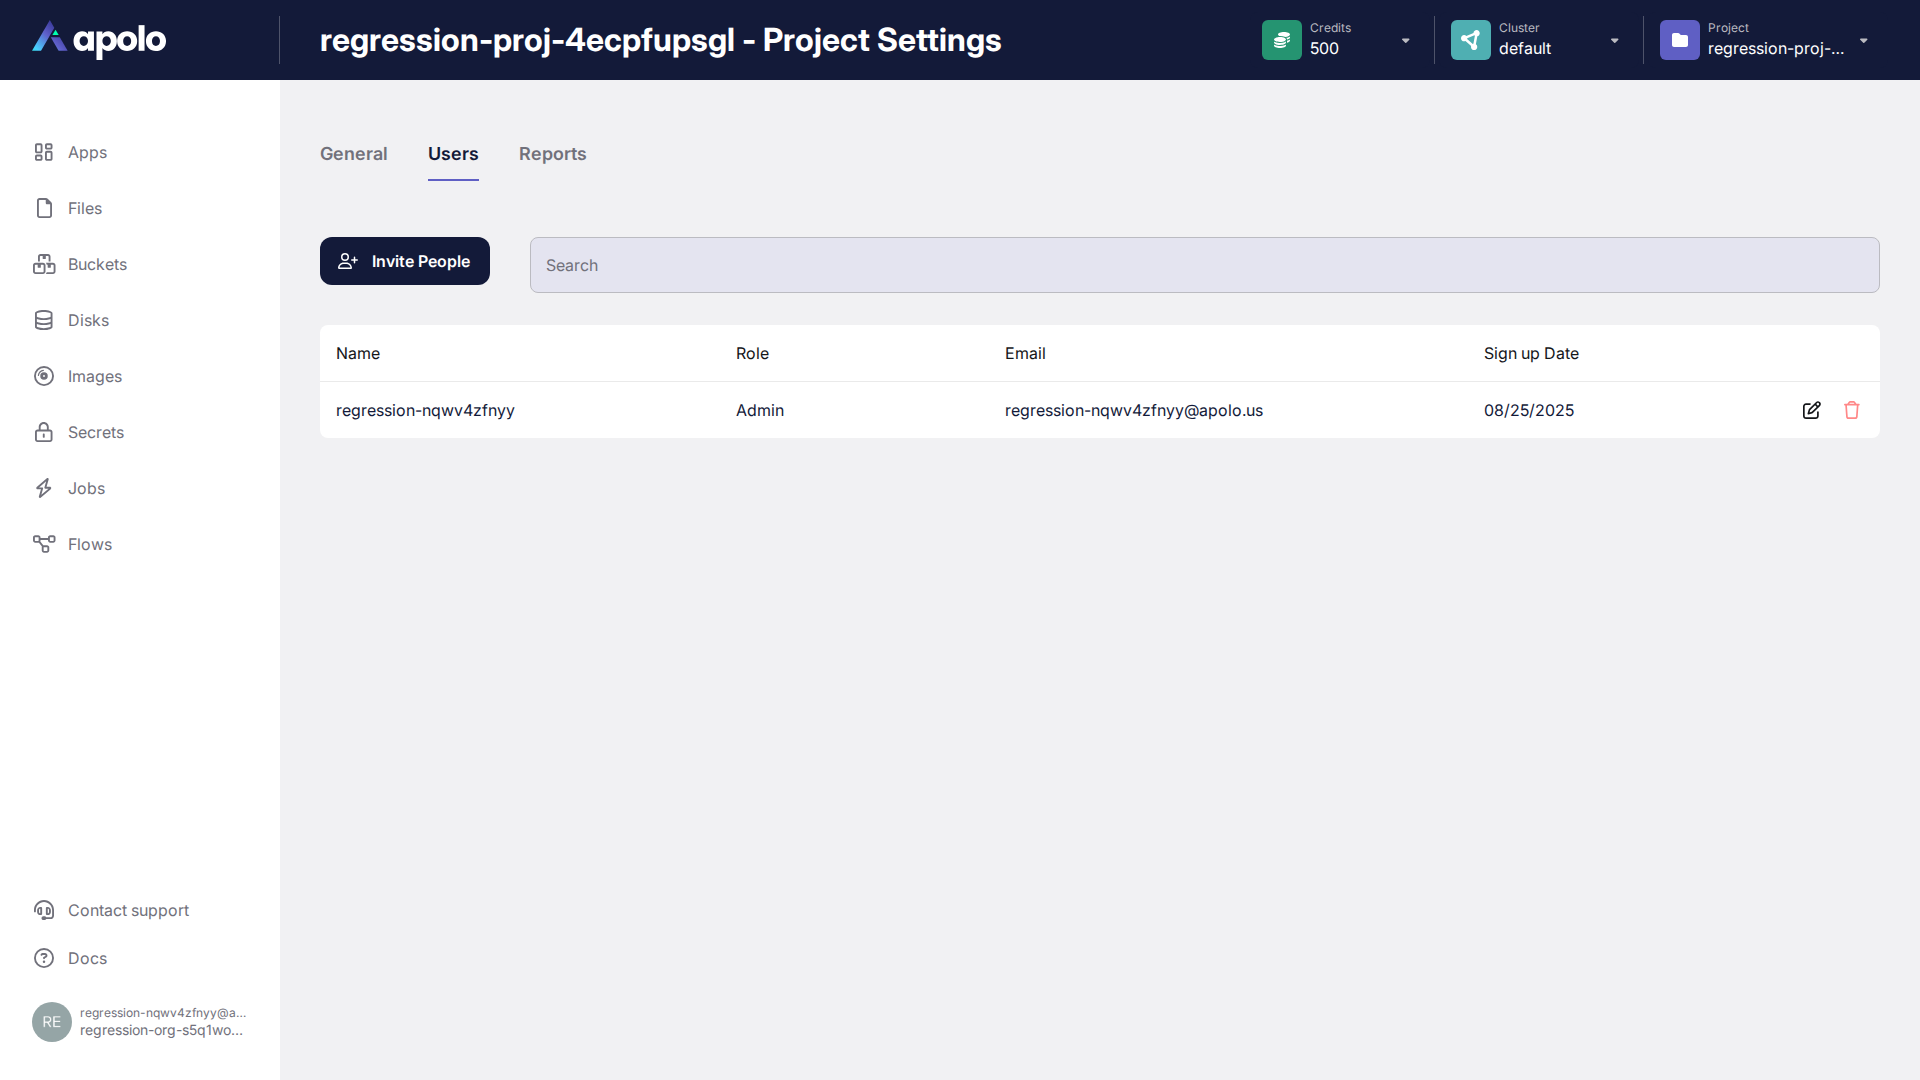 apolo
regression-proj-4ecpfupsgl - Project Settings
Credits
500
Cluster
default
Project
regression-proj-...
Apps
Files
Buckets
Disks
Images
Secrets
Jobs
Flows
Contact support
Docs
RE
regression-nqwv4zfnyy@a...
regression-org-s5q1wo...
General Users Reports
Invite People
Search
Name Role Email Sign up Date
regression-nqwv4zfnyy Admin regression-nqwv4zfnyy@apolo.us 08/25/2025